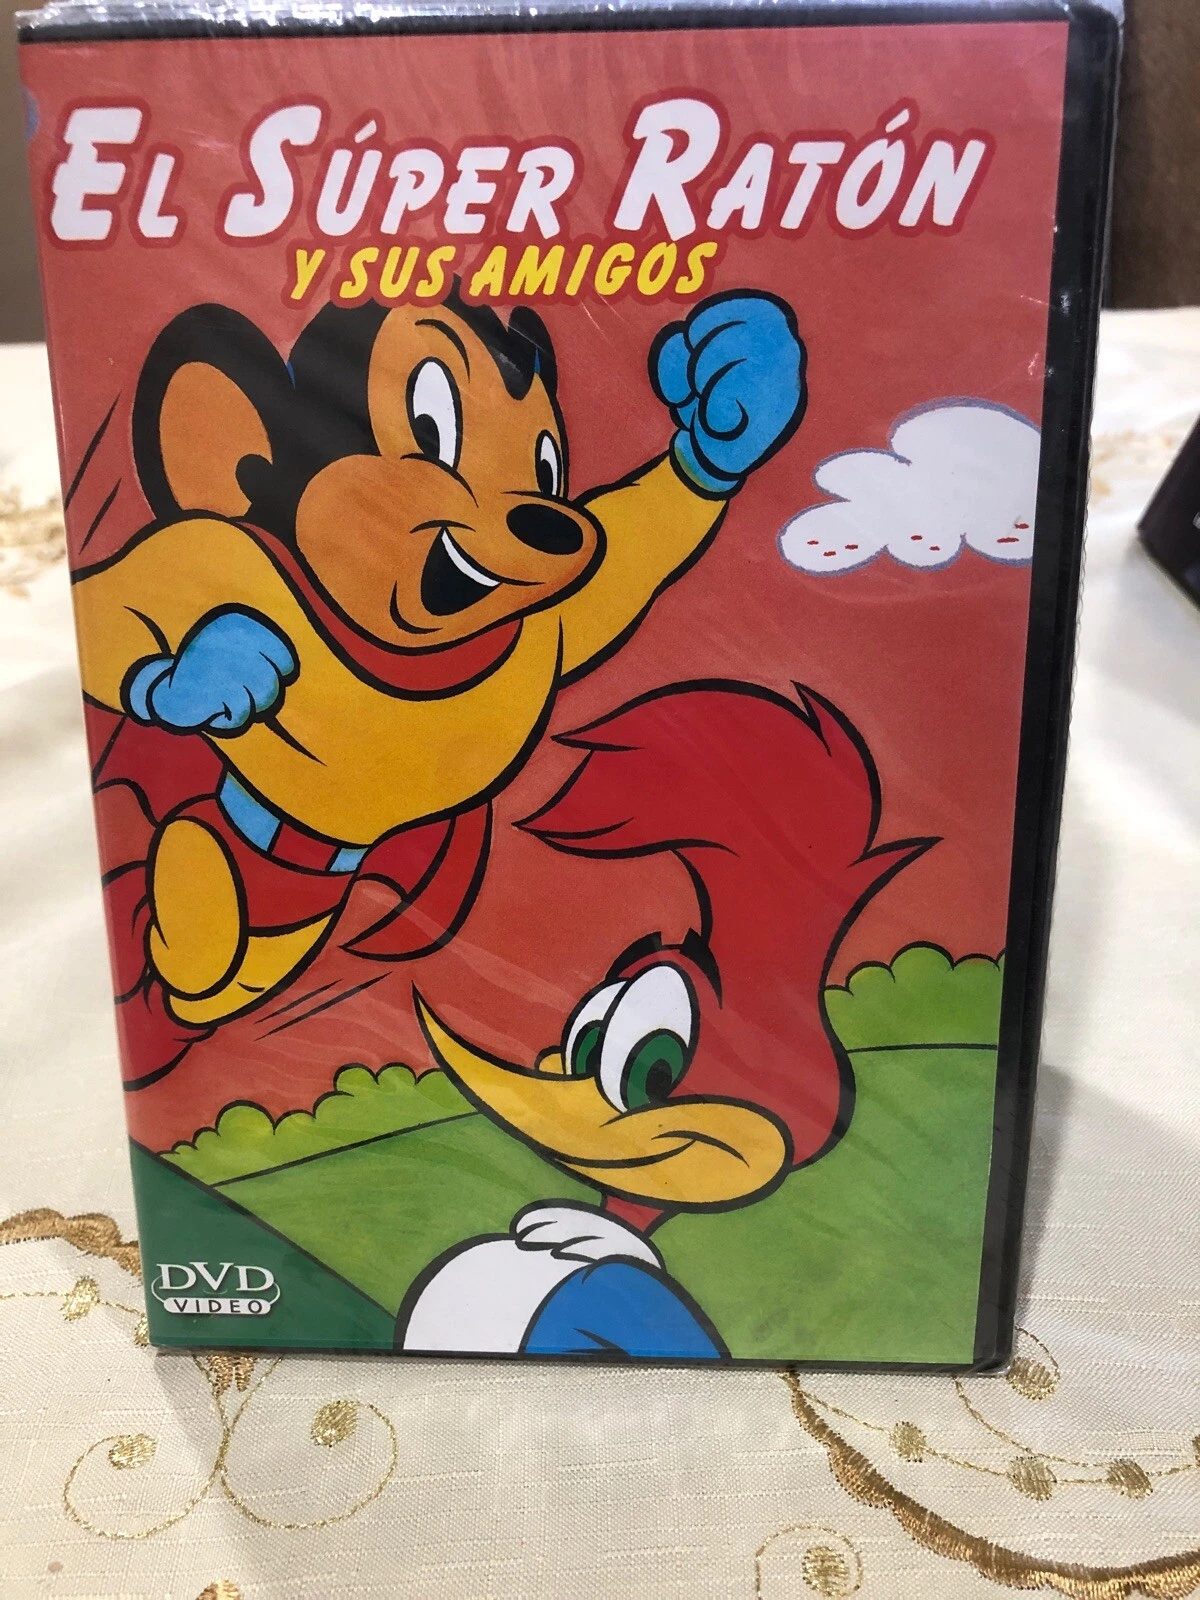 EL SÚPER RATÓN
Y SUS AMIGOS
DVD
VIDEO